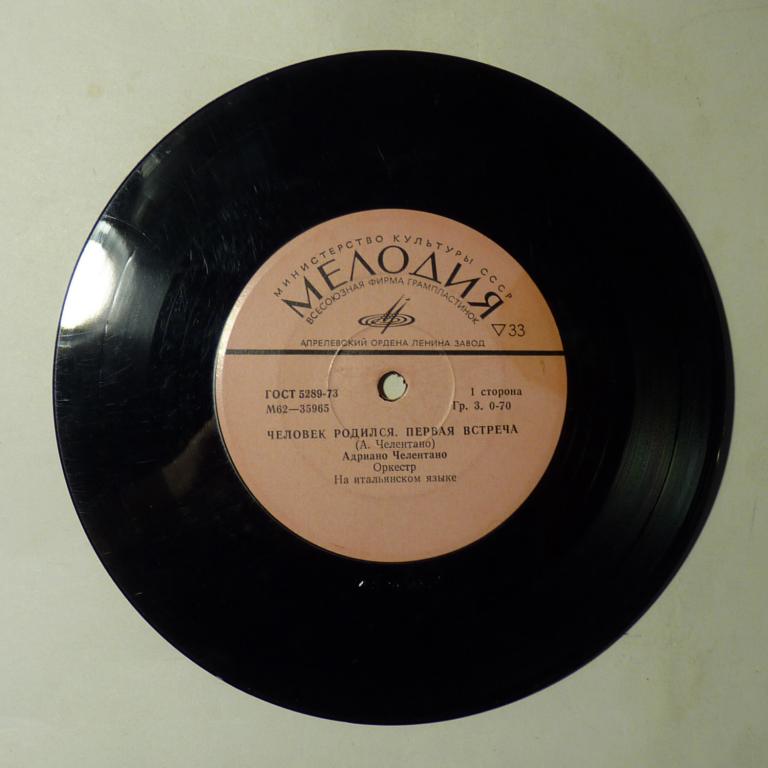 МИНИСТЕРСТВО КУЛЬТУРЫ СССР
МЕЛОДИЯ
ВСЕСОЮЗНАЯ ФИРМА ГРАМПЛАСТИНОК
▽33
АПРЕЛЕВСКИЙ ОРДЕНА ЛЕНИНА ЗАВОД
ГОСТ 5289-73 1 сторона
М62—35965 Гр. 3. 0-70
ЧЕЛОВЕК РОДИЛСЯ. ПЕРВАЯ ВСТРЕЧА
(А. Челентано)
Адриано Челентано
Оркестр
На итальянском языке